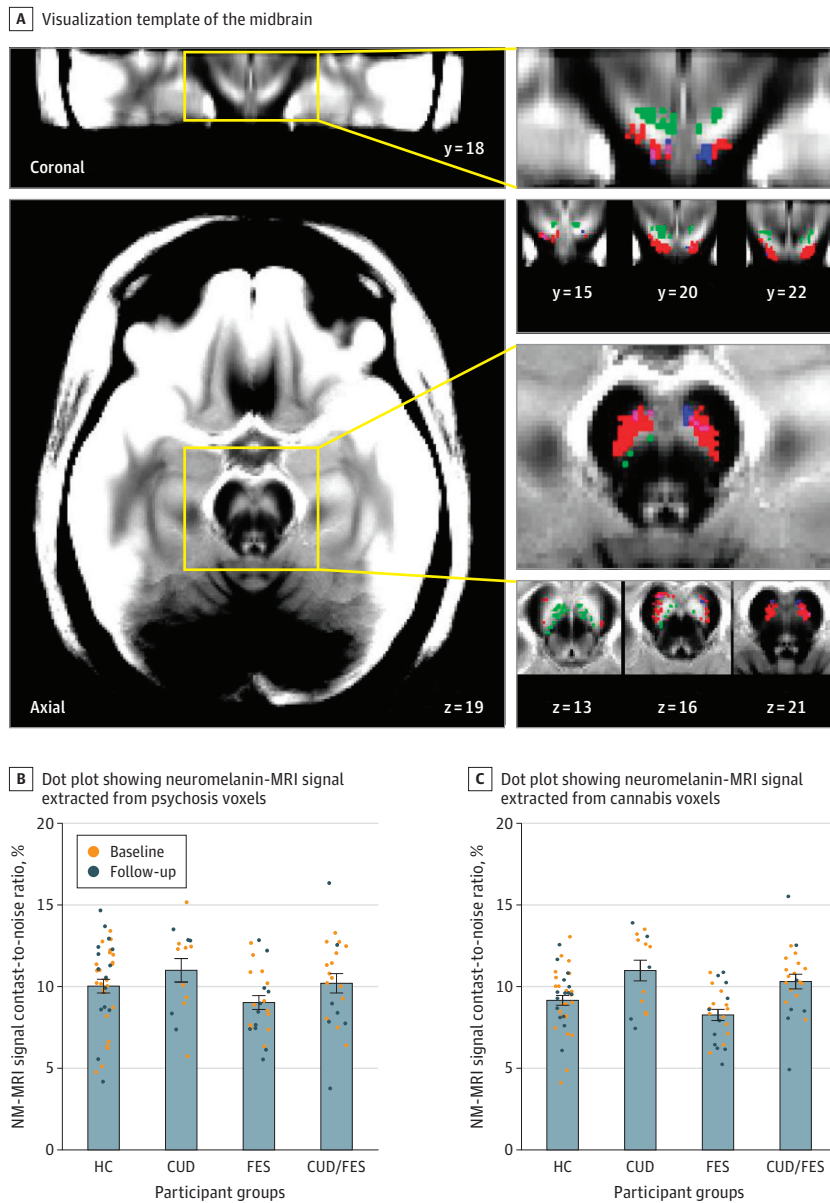 A Visualization template of the midbrain
Coronal
y = 18
y = 15
y = 20
y = 22
Axial
z = 19
z = 13
z = 16
z = 21
B Dot plot showing neuromelanin-MRI signal
extracted from psychosis voxels
NM-MRI signal contast-to-noise ratio, %
20
15
10
5
0
Baseline
Follow-up
HC
CUD
FES
CUD/FES
Participant groups
C Dot plot showing neuromelanin-MRI signal
extracted from cannabis voxels
NM-MRI signal contast-to-noise ratio, %
20
15
10
5
0
HC
CUD
FES
CUD/FES
Participant groups